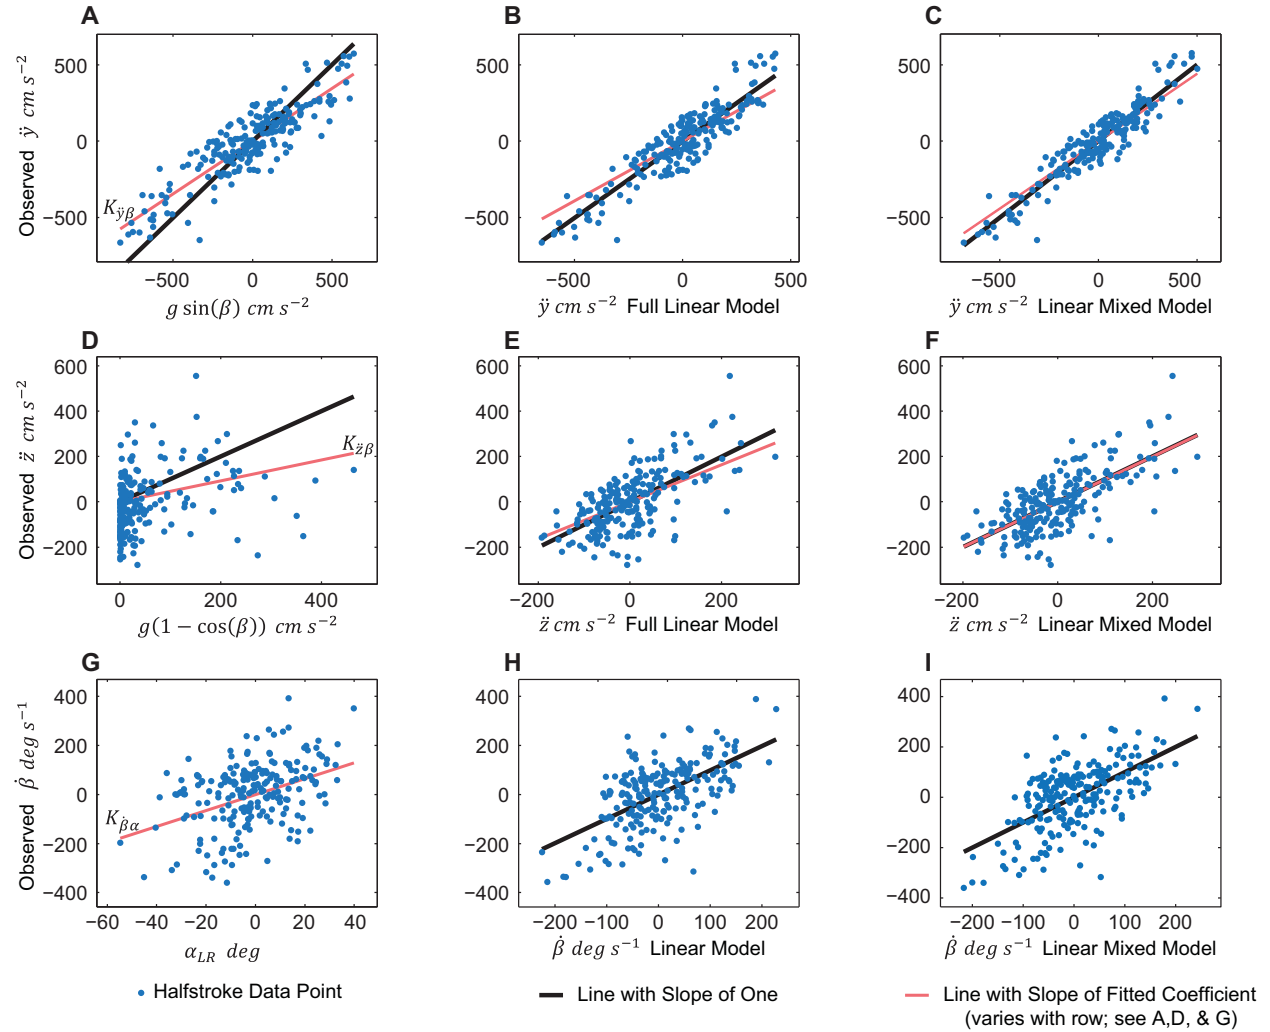 A
B
C
Observed ÿ cm s⁻²
500
0
−500
K_ÿβ
−500
0
500
g sin(β) cm s⁻²
500
0
−500
−500
0
500
ÿ cm s⁻² Full Linear Model
500
0
−500
−500
0
500
ÿ cm s⁻² Linear Mixed Model
D
E
F
Observed z̈ cm s⁻²
600
400
200
0
−200
K_z̈β
0
200
400
g(1 − cos(β)) cm s⁻²
600
400
200
0
−200
−200
0
200
z̈ cm s⁻² Full Linear Model
600
400
200
0
−200
−200
0
200
z̈ cm s⁻² Linear Mixed Model
G
H
I
Observed β̇ deg s⁻¹
400
200
0
−200
−400
K_β̇α
−60
−40
−20
0
20
40
α_LR deg
400
200
0
−200
−400
−200
−100
0
100
200
β̇ deg s⁻¹ Linear Model
400
200
0
−200
−400
−200
−100
0
100
200
β̇ deg s⁻¹ Linear Mixed Model
Halfstroke Data Point
Line with Slope of One
Line with Slope of Fitted Coefficient
(varies with row; see A,D, & G)